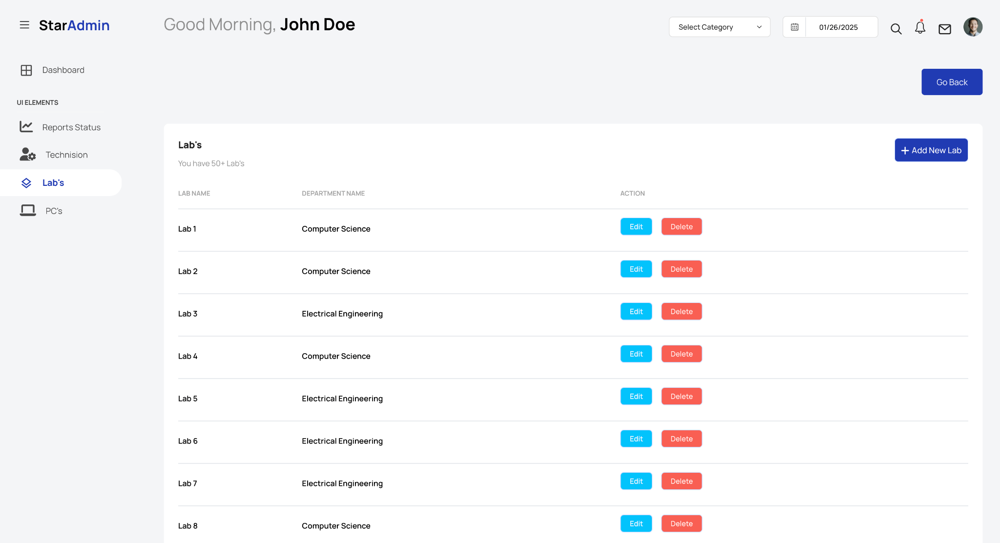 StarAdmin
Good Morning, John Doe
Select Category
01/26/2025
Dashboard
Go Back
UI ELEMENTS
Reports Status
Technision
Lab's
PC's
Lab's
You have 50+ Lab's
+ Add New Lab
LAB NAME DEPARTMENT NAME ACTION
Lab 1 Computer Science Edit Delete
Lab 2 Computer Science Edit Delete
Lab 3 Electrical Engineering Edit Delete
Lab 4 Computer Science Edit Delete
Lab 5 Electrical Engineering Edit Delete
Lab 6 Electrical Engineering Edit Delete
Lab 7 Electrical Engineering Edit Delete
Lab 8 Computer Science Edit Delete